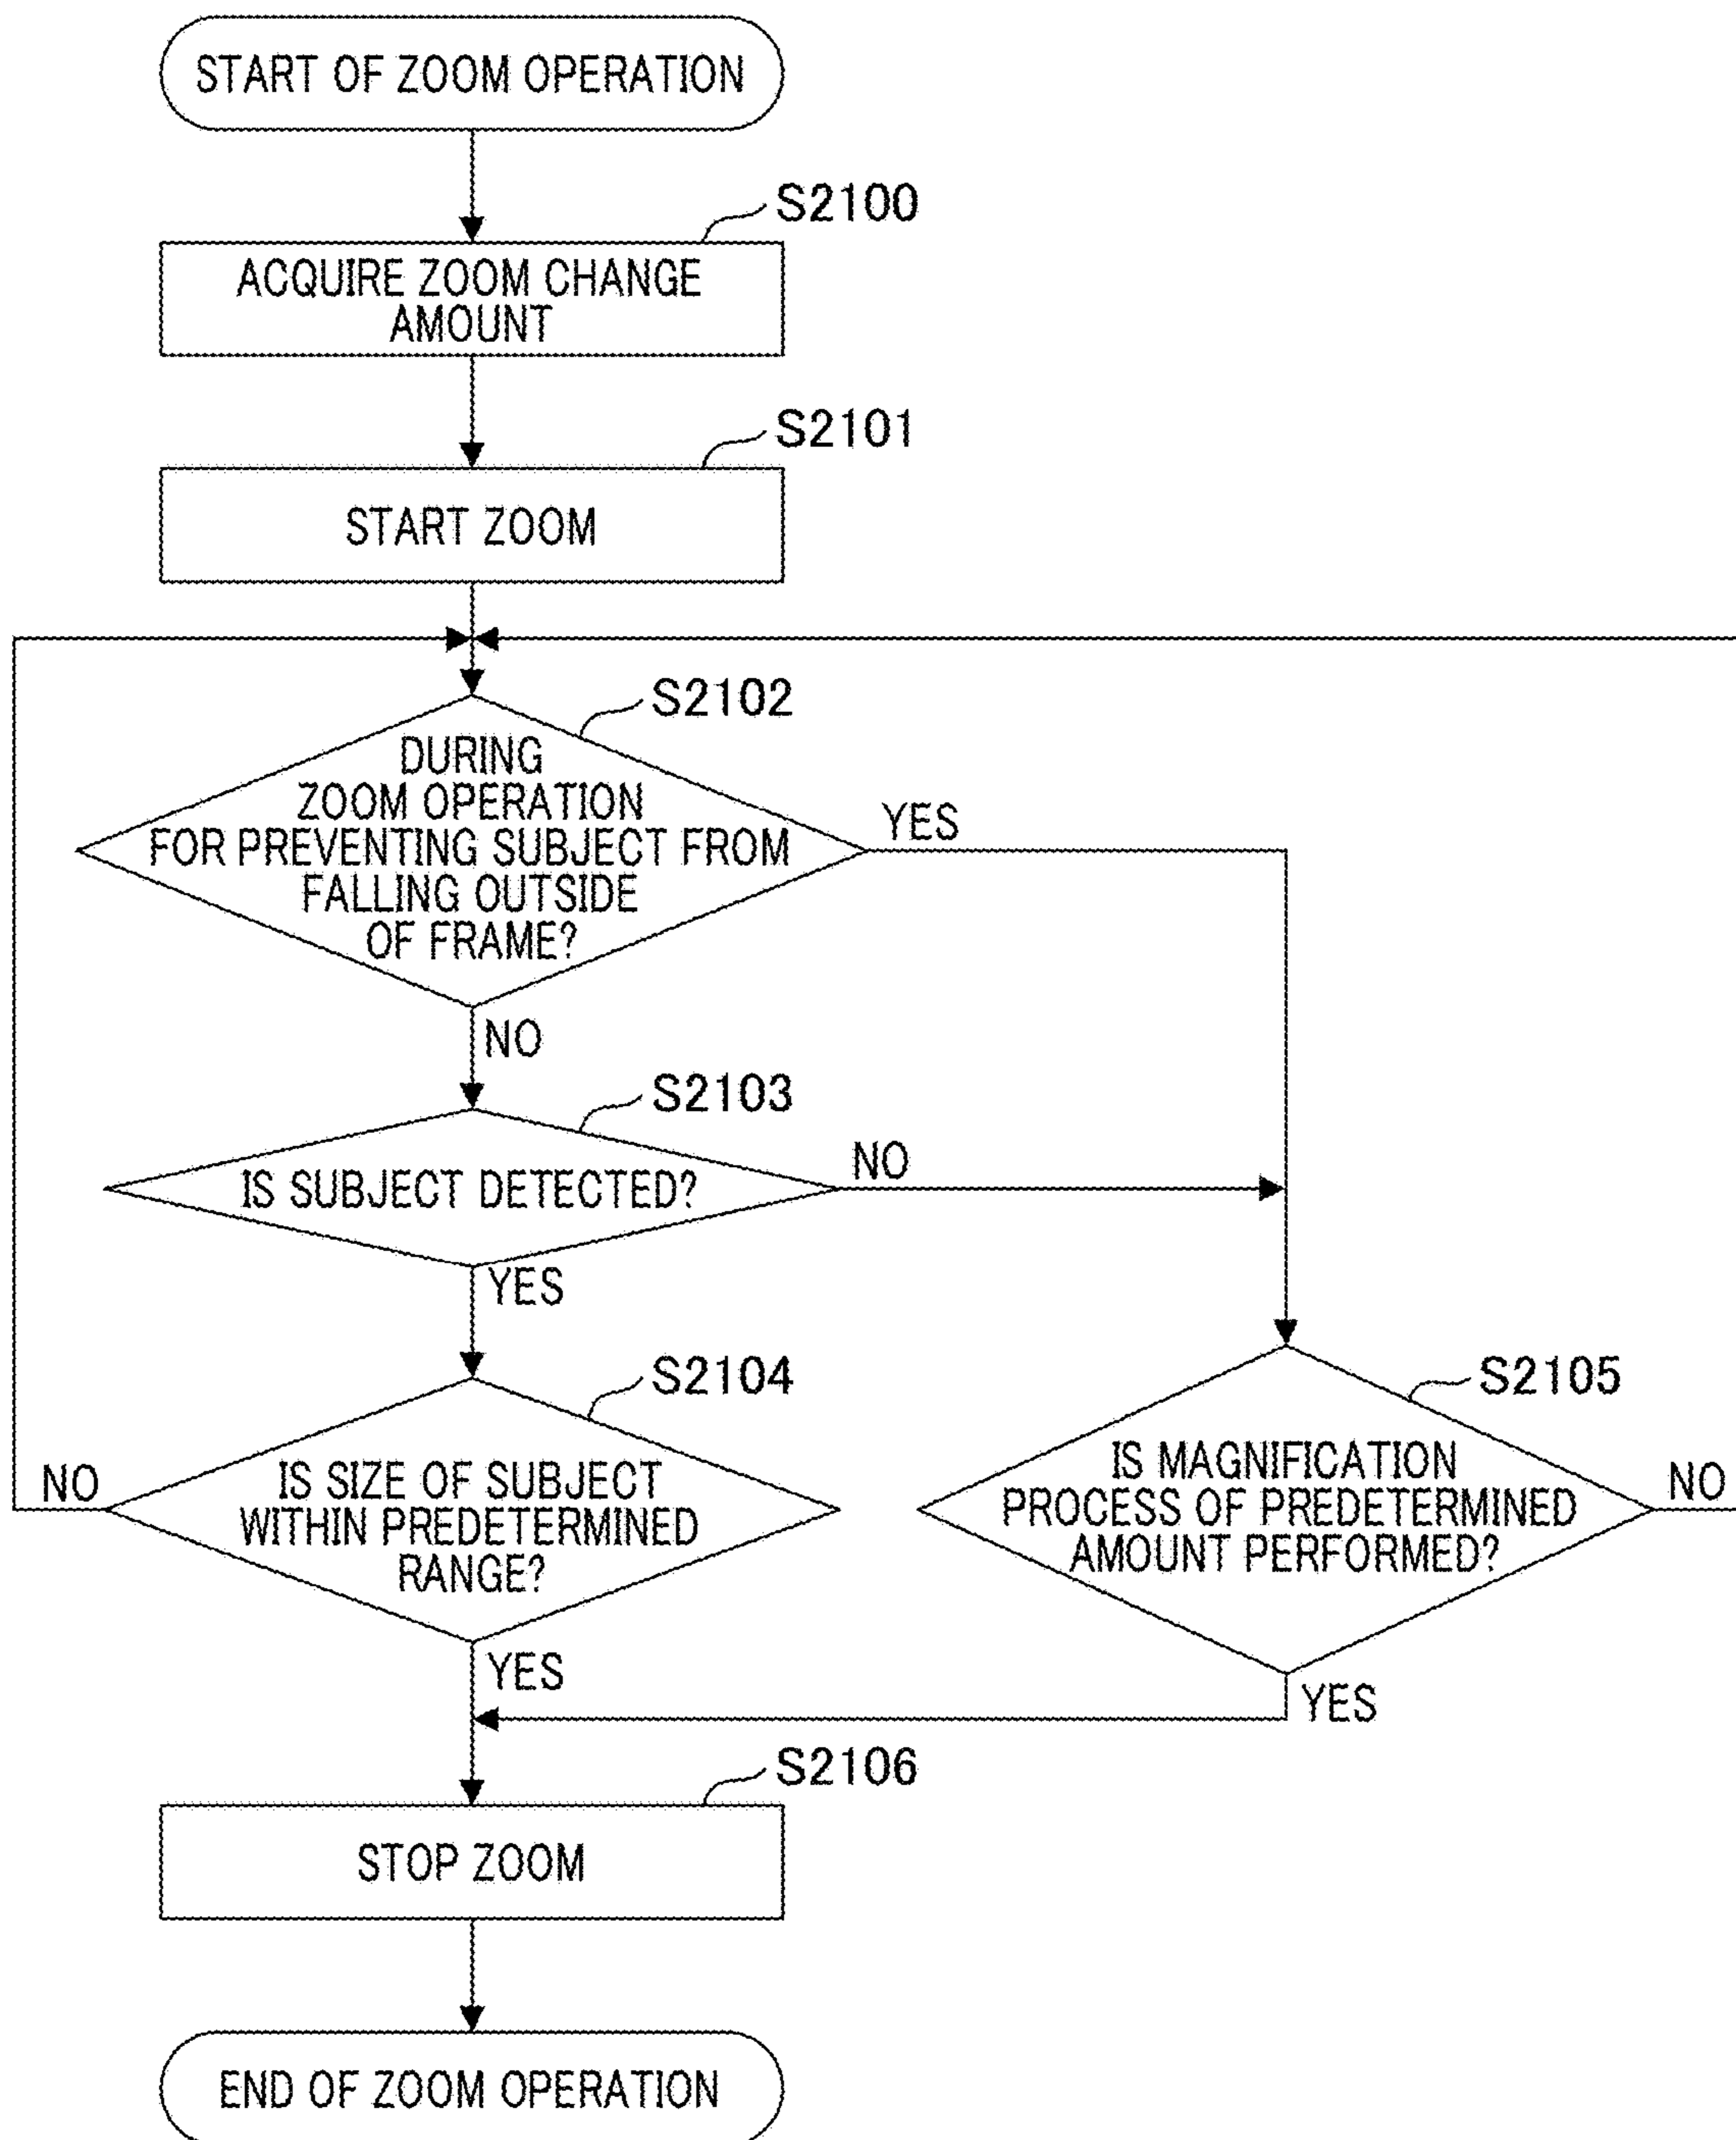 START OF ZOOM OPERATION
S2100
ACQUIRE ZOOM CHANGE
AMOUNT
S2101
START ZOOM
S2102
DURING
ZOOM OPERATION
FOR PREVENTING SUBJECT FROM
FALLING OUTSIDE
OF FRAME?
YES
NO
S2103
IS SUBJECT DETECTED?
NO
YES
S2104
IS SIZE OF SUBJECT
WITHIN PREDETERMINED
RANGE?
NO
YES
S2105
IS MAGNIFICATION
PROCESS OF PREDETERMINED
AMOUNT PERFORMED?
NO
YES
S2106
STOP ZOOM
END OF ZOOM OPERATION